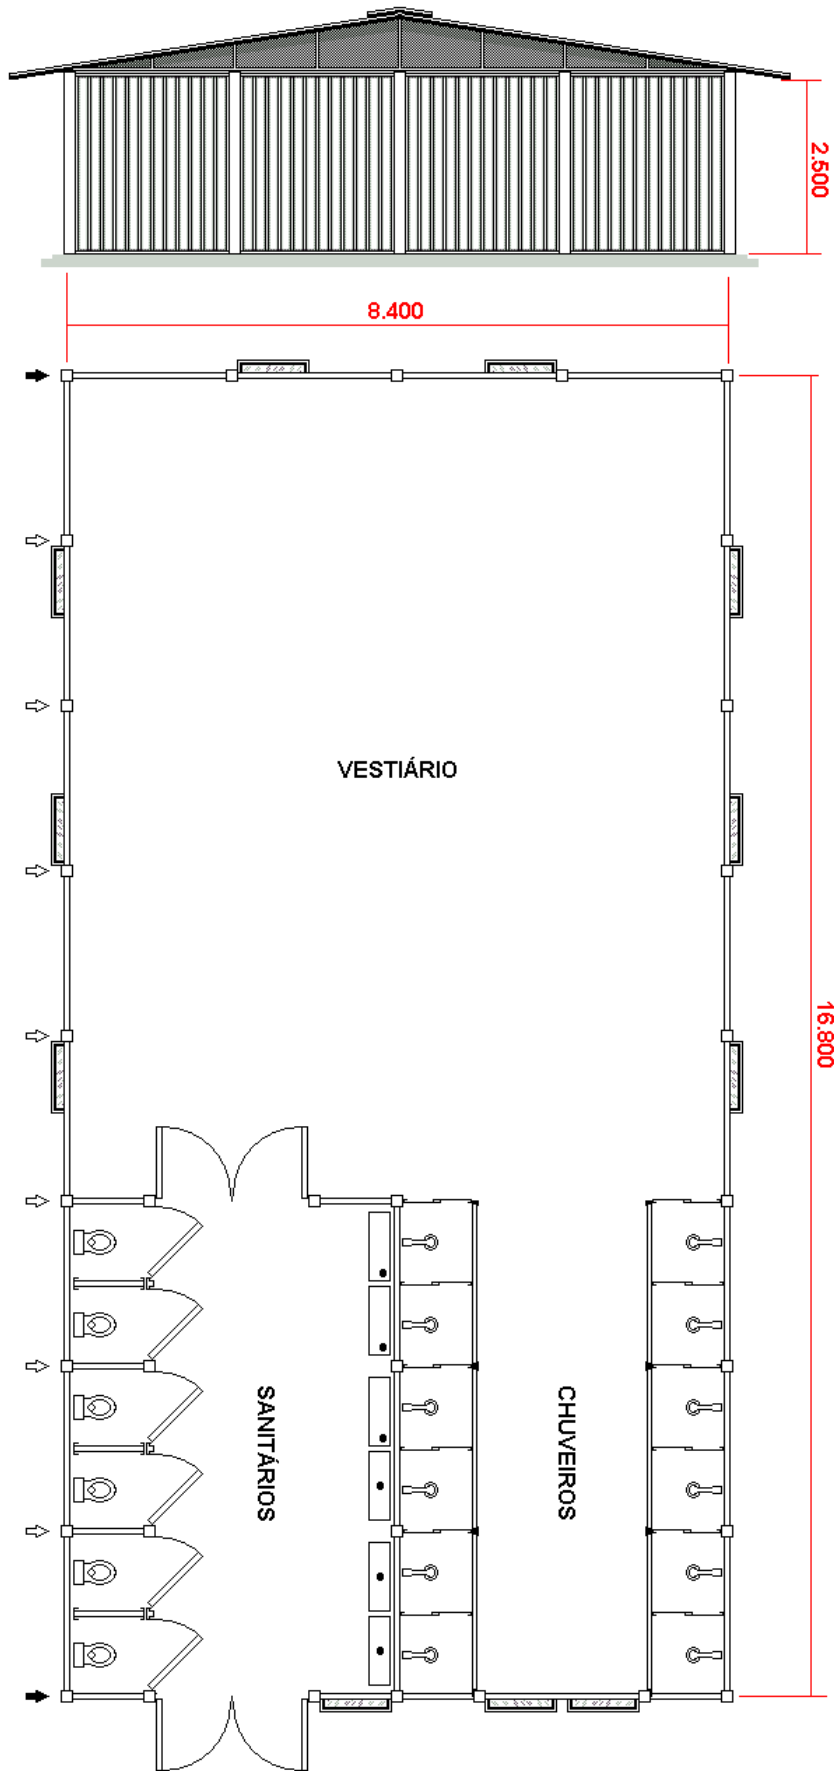 2.500
8.400
VESTIÁRIO
16.800
SANITÁRIOS
CHUVEIROS